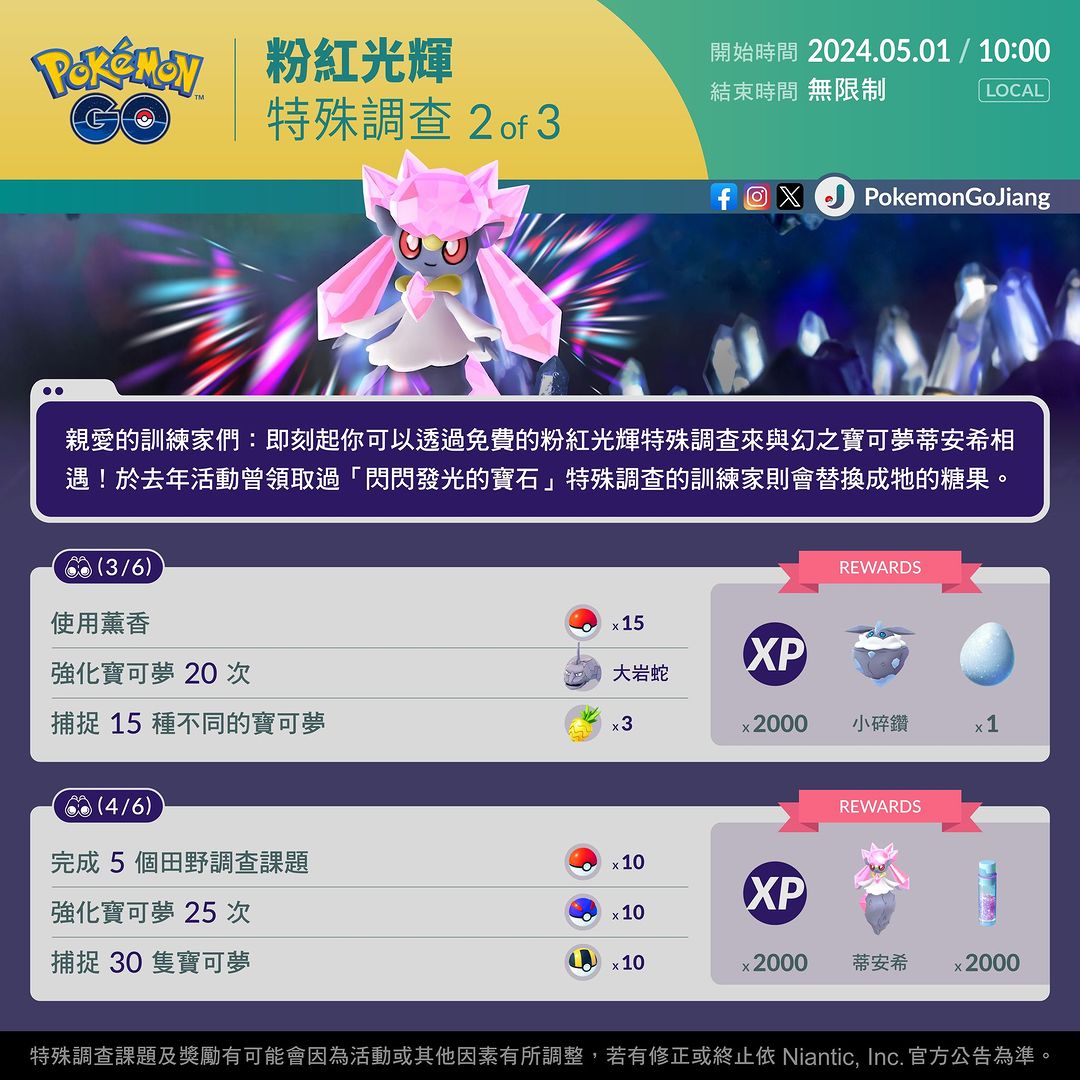 POKéMON GO ™
粉紅光輝
特殊調查 2 of 3
開始時間 2024.05.01 / 10:00
結束時間 無限制 LOCAL
PokemonGoJiang
親愛的訓練家們：即刻起你可以透過免費的粉紅光輝特殊調查來與幻之寶可夢蒂安希相
遇！於去年活動曾領取過「閃閃發光的寶石」特殊調查的訓練家則會替換成牠的糖果。
(3/6)
REWARDS
使用薰香 x15
強化寶可夢 20 次 大岩蛇
捕捉 15 種不同的寶可夢 x3
XP
x2000 小碎鑽 x1
(4/6)
REWARDS
完成 5 個田野調查課題 x10
強化寶可夢 25 次 x10
捕捉 30 隻寶可夢 x10
XP
x2000 蒂安希 x2000
特殊調查課題及獎勵有可能會因為活動或其他因素有所調整，若有修正或終止依 Niantic, Inc. 官方公告為準。